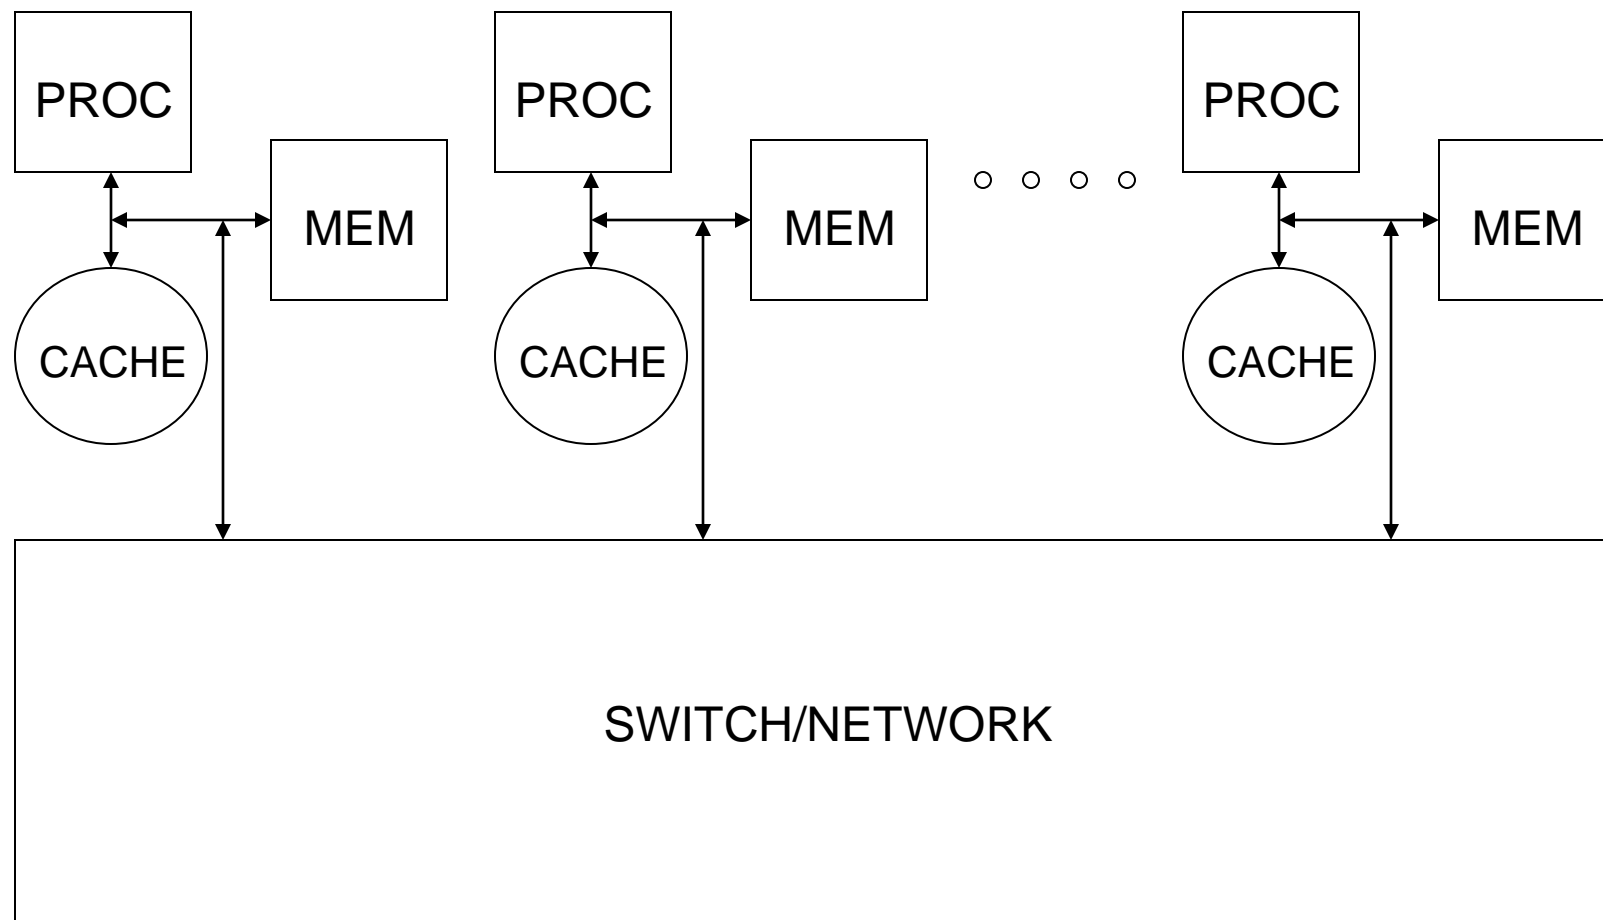 PROC
PROC
PROC
MEM
MEM
MEM
CACHE
CACHE
CACHE
SWITCH/NETWORK